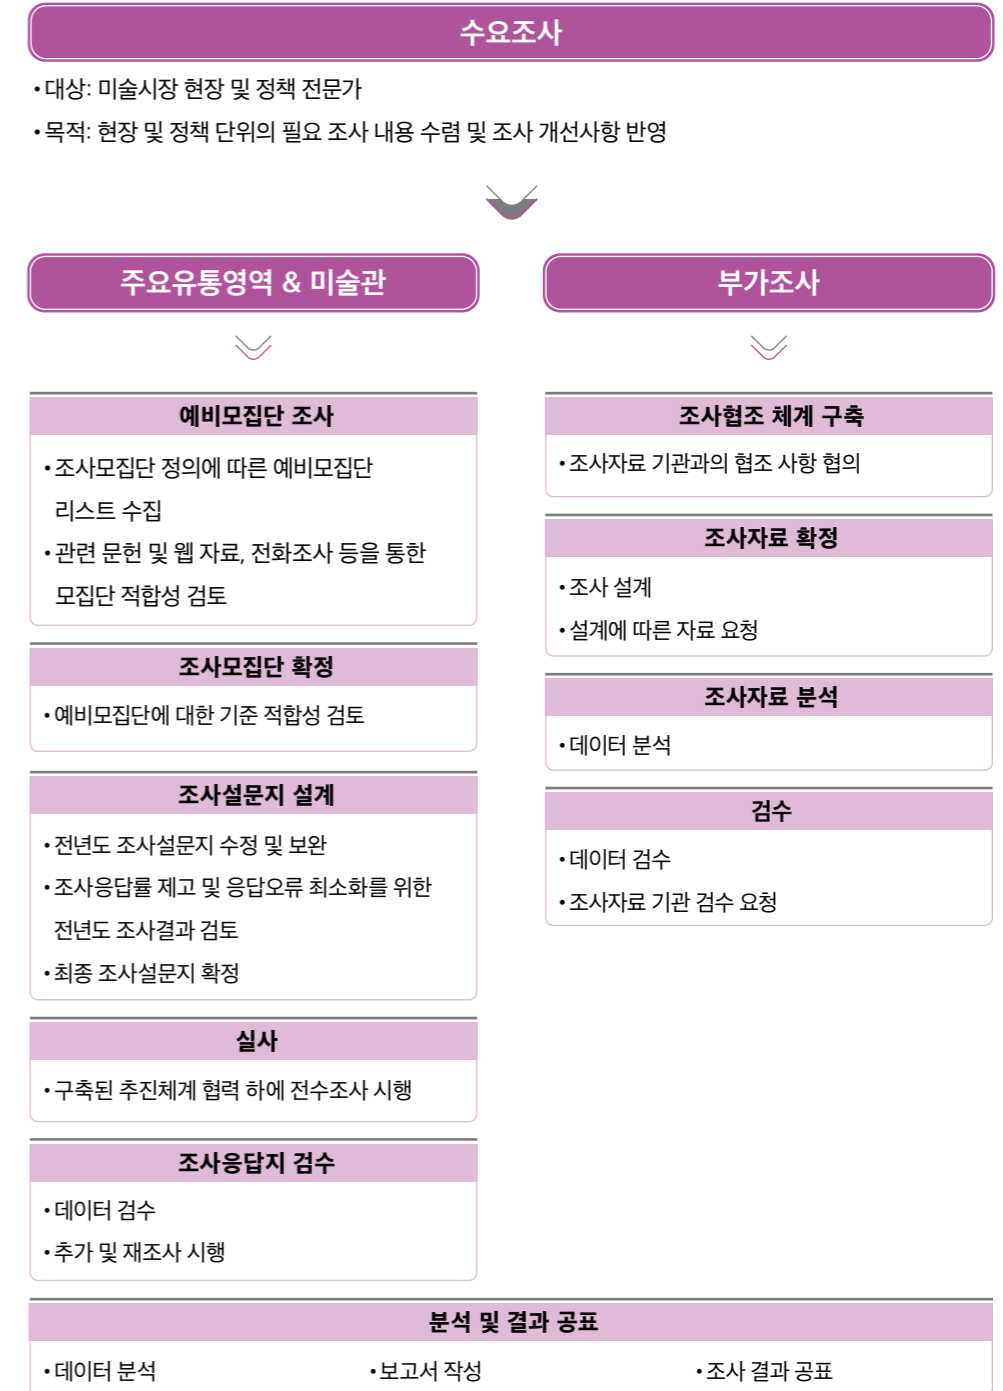 수요조사
• 대상: 미술시장 현장 및 정책 전문가
• 목적: 현장 및 정책 단위의 필요 조사 내용 수렴 및 조사 개선사항 반영
주요유통영역 & 미술관
예비모집단 조사
• 조사모집단 정의에 따른 예비모집단
리스트 수집
• 관련 문헌 및 웹 자료, 전화조사 등을 통한
모집단 적합성 검토
조사모집단 확정
• 예비모집단에 대한 기준 적합성 검토
조사설문지 설계
• 전년도 조사설문지 수정 및 보완
• 조사응답률 제고 및 응답오류 최소화를 위한
전년도 조사결과 검토
• 최종 조사설문지 확정
실사
• 구축된 추진체계 협력 하에 전수조사 시행
조사응답지 검수
• 데이터 검수
• 추가 및 재조사 시행
부가조사
조사협조 체계 구축
• 조사자료 기관과의 협조 사항 협의
조사자료 확정
• 조사 설계
• 설계에 따른 자료 요청
조사자료 분석
• 데이터 분석
검수
• 데이터 검수
• 조사자료 기관 검수 요청
분석 및 결과 공표
• 데이터 분석
• 보고서 작성
• 조사 결과 공표